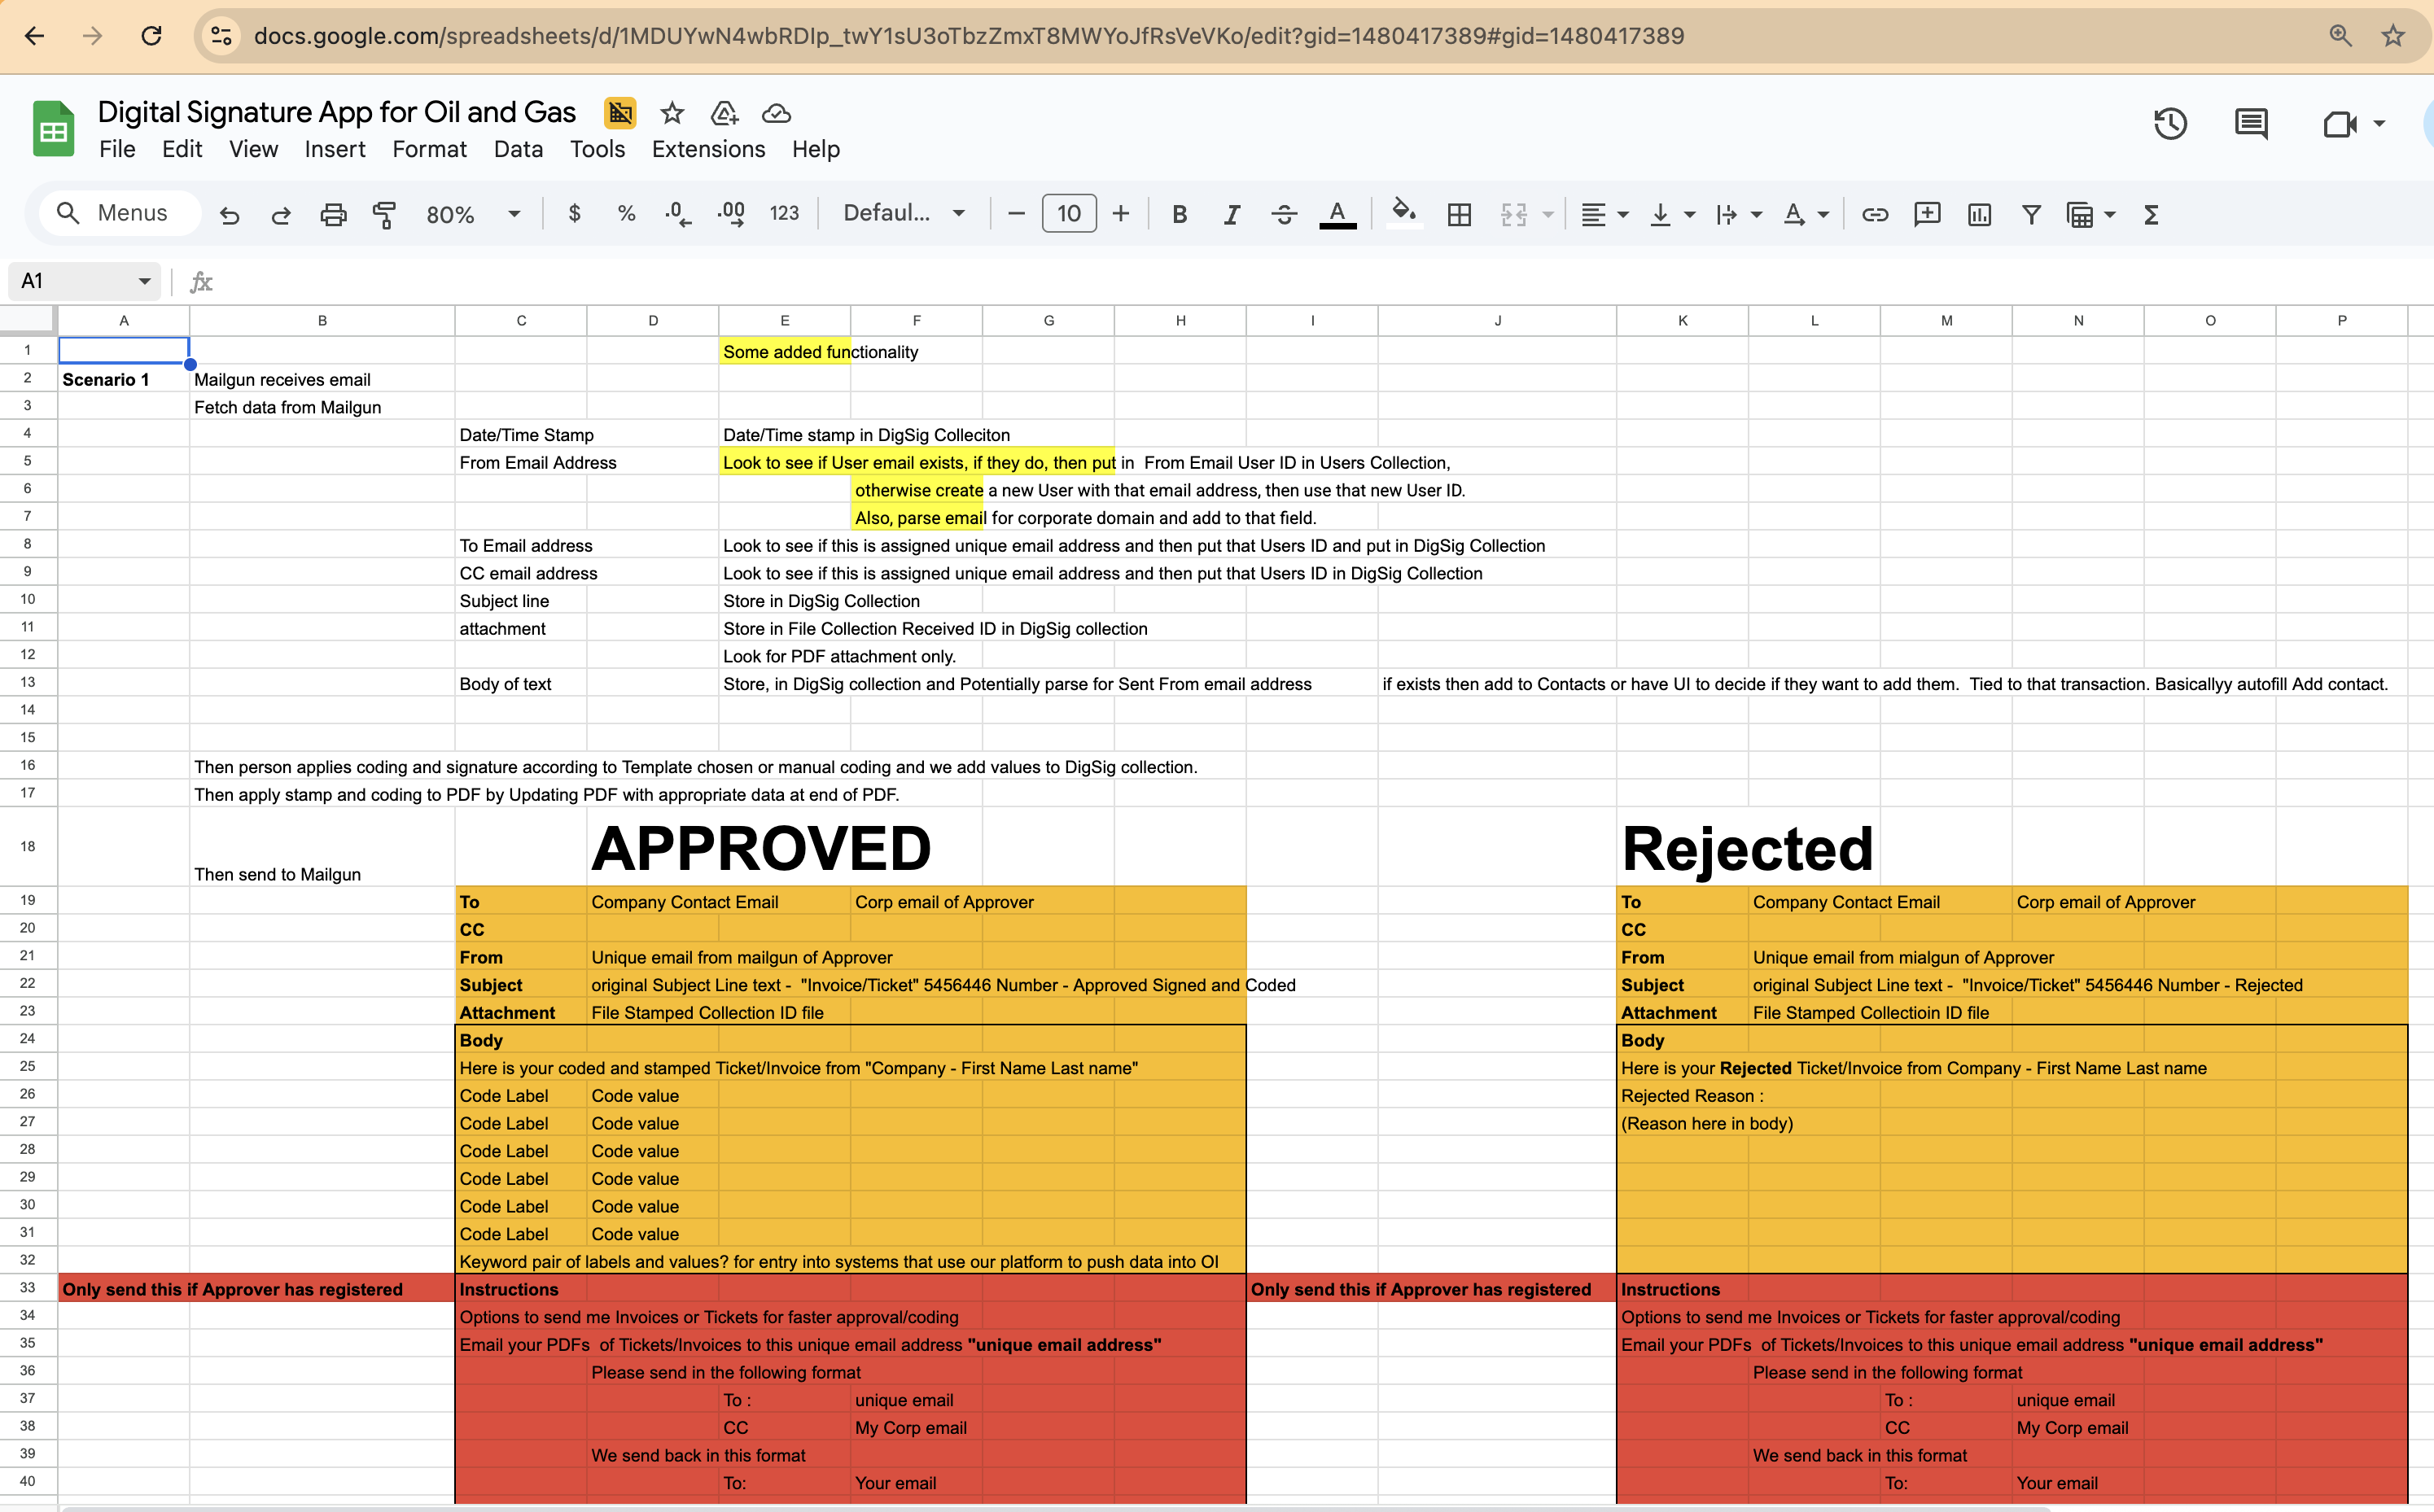 docs.google.com/spreadsheets/d/1MDUYwN4wbRDIp_twY1sU3oTbzZmxT8MWYoJfRsVeVKo/edit?gid=1480417389#gid=1480417389
Digital Signature App for Oil and Gas
File Edit View Insert Format Data Tools Extensions Help
Menus 80% $ % .0 .00 123 Defaul... 10 B I A
A1 fx
A B C D E F G H I J K L M N O P
1 Some added functionality
2 Scenario 1 Mailgun receives email
3 Fetch data from Mailgun
4 Date/Time Stamp Date/Time stamp in DigSig Colleciton
5 From Email Address Look to see if User email exists, if they do, then put in From Email User ID in Users Collection,
6 otherwise create a new User with that email address, then use that new User ID.
7 Also, parse email for corporate domain and add to that field.
8 To Email address Look to see if this is assigned unique email address and then put that Users ID and put in DigSig Collection
9 CC email address Look to see if this is assigned unique email address and then put that Users ID in DigSig Collection
10 Subject line Store in DigSig Collection
11 attachment Store in File Collection Received ID in DigSig collection
12 Look for PDF attachment only.
13 Body of text Store, in DigSig collection and Potentially parse for Sent From email address if exists then add to Contacts or have UI to decide if they want to add them. Tied to that transaction. Basicallyy autofill Add contact.
14
15
16 Then person applies coding and signature according to Template chosen or manual coding and we add values to DigSig collection.
17 Then apply stamp and coding to PDF by Updating PDF with appropriate data at end of PDF.
18 Then send to Mailgun APPROVED Rejected
19 To Company Contact Email Corp email of Approver To Company Contact Email Corp email of Approver
20 CC CC
21 From Unique email from mailgun of Approver From Unique email from mialgun of Approver
22 Subject original Subject Line text - "Invoice/Ticket" 5456446 Number - Approved Signed and Coded Subject original Subject Line text - "Invoice/Ticket" 5456446 Number - Rejected
23 Attachment File Stamped Collection ID file Attachment File Stamped Collectioin ID file
24 Body Body
25 Here is your coded and stamped Ticket/Invoice from "Company - First Name Last name" Here is your Rejected Ticket/Invoice from Company - First Name Last name
26 Code Label Code value Rejected Reason :
27 Code Label Code value (Reason here in body)
28 Code Label Code value
29 Code Label Code value
30 Code Label Code value
31 Code Label Code value
32 Keyword pair of labels and values? for entry into systems that use our platform to push data into OI
33 Only send this if Approver has registered Instructions Only send this if Approver has registered Instructions
34 Options to send me Invoices or Tickets for faster approval/coding Options to send me Invoices or Tickets for faster approval/coding
35 Email your PDFs of Tickets/Invoices to this unique email address "unique email address" Email your PDFs of Tickets/Invoices to this unique email address "unique email address"
36 Please send in the following format Please send in the following format
37 To : unique email To : unique email
38 CC My Corp email CC My Corp email
39 We send back in this format We send back in this format
40 To: Your email To: Your email